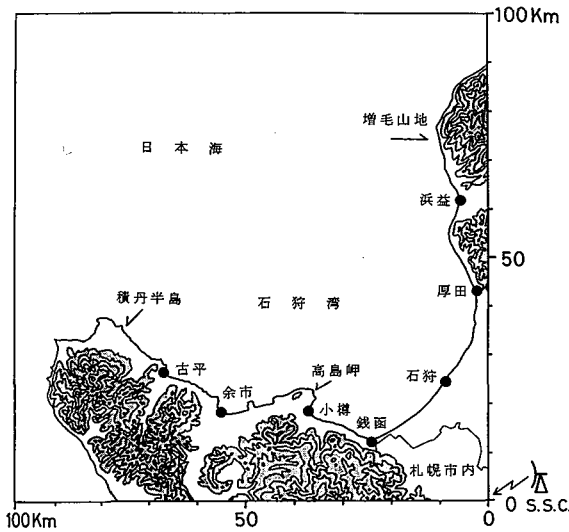 100Km
増毛山地
日本海
浜益
50
厚田
積丹半島
石狩湾
古平
高島岬
石狩
余市
小樽
銭函
札幌市内
0 S.S.C.
100Km
50
0